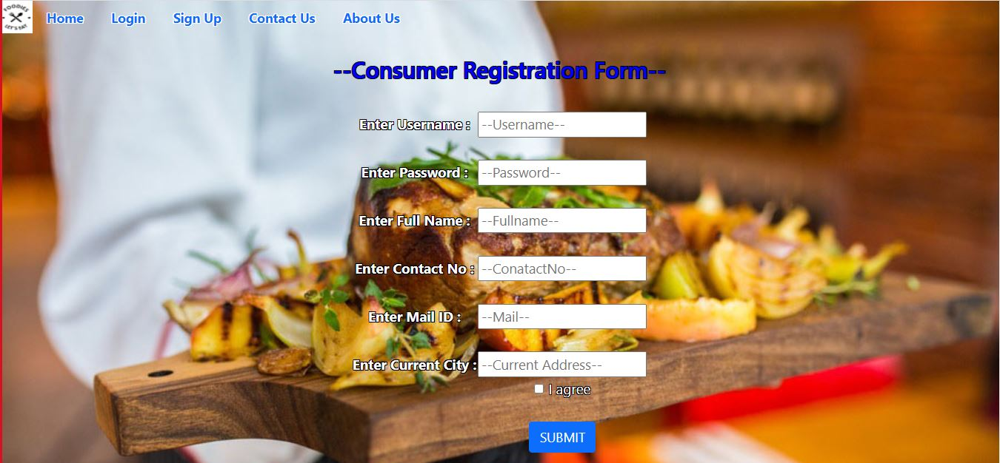 FOODIES
LET'S EAT
Home Login Sign Up Contact Us About Us
--Consumer Registration Form--
Enter Username : --Username--
Enter Password : --Password--
Enter Full Name : --Fullname--
Enter Contact No : --ConatactNo--
Enter Mail ID : --Mail--
Enter Current City : --Current Address--
I agree
SUBMIT